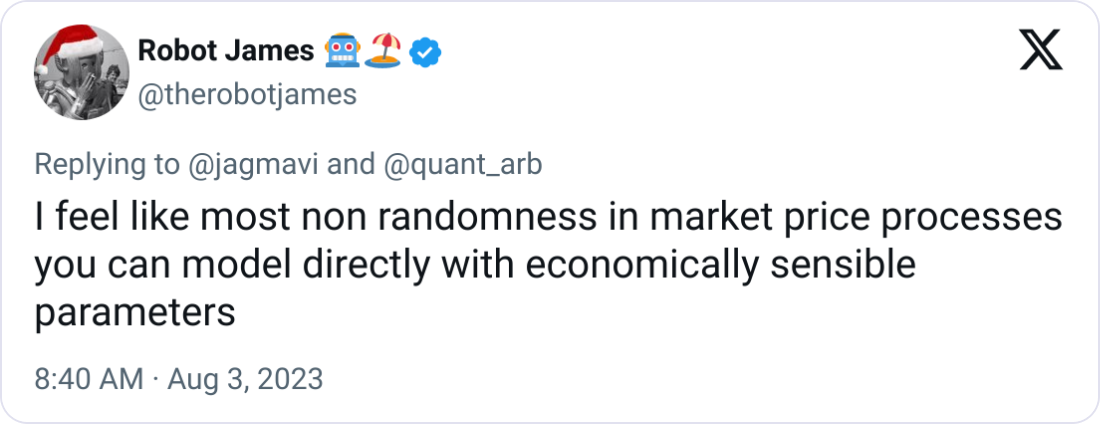 Robot James 🤖🏖️
@therobotjames
Replying to @jagmavi and @quant_arb
I feel like most non randomness in market price processes
you can model directly with economically sensible
parameters
8:40 AM · Aug 3, 2023